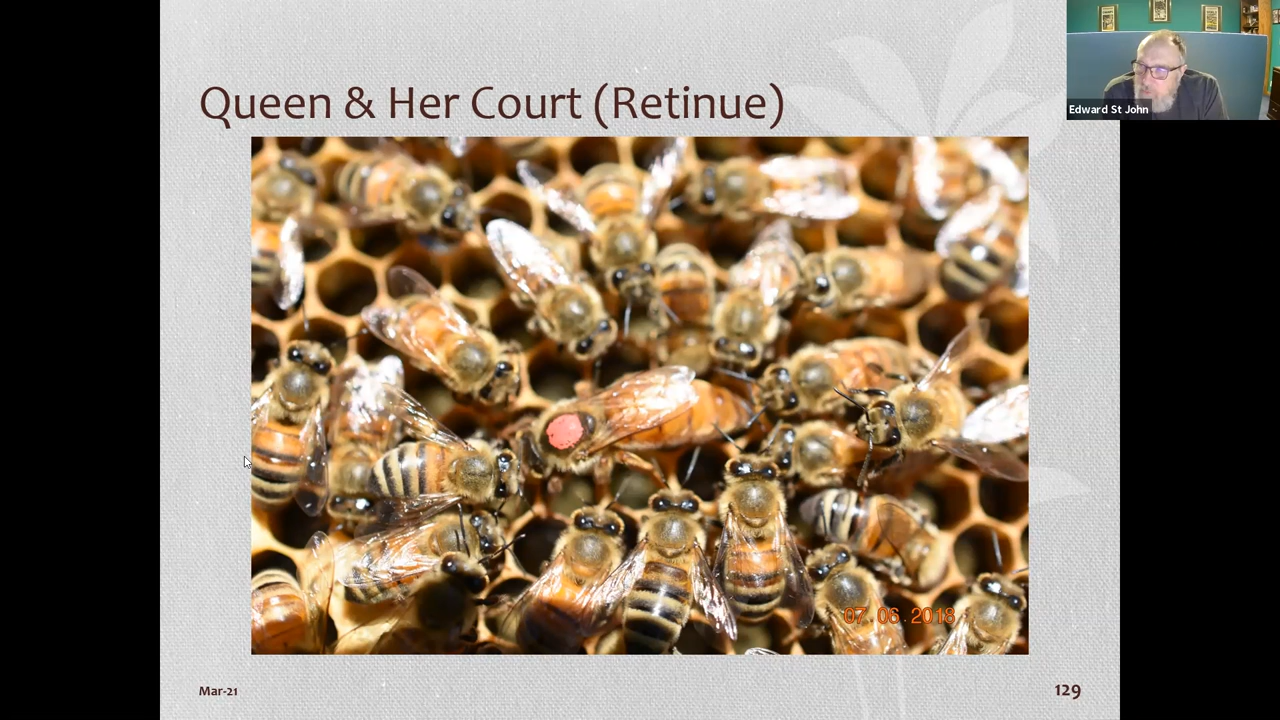 Queen & Her Court (Retinue)
Edward St John
07 06 2018
Mar-21
129